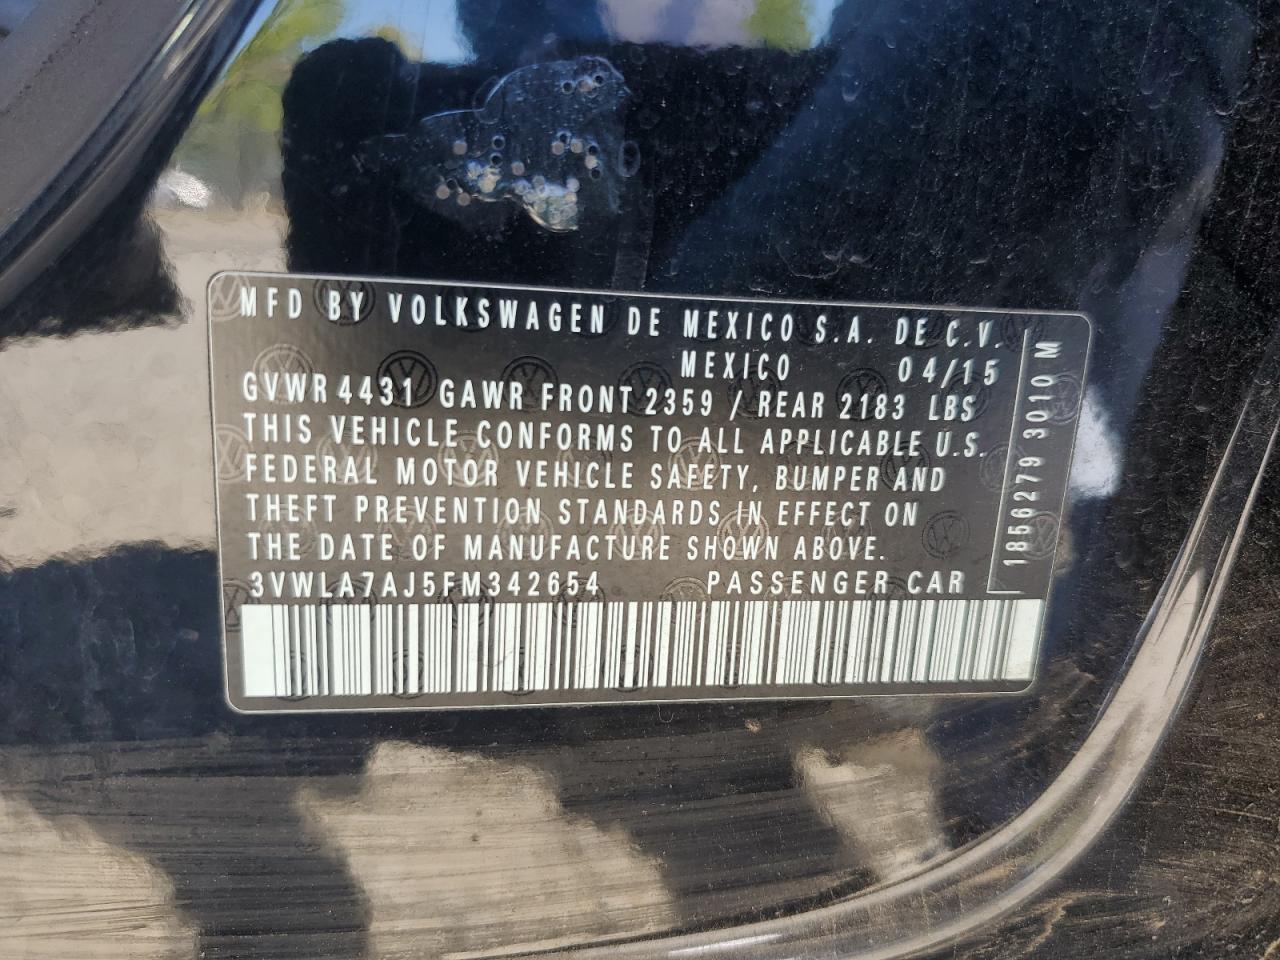 MFD BY VOLKSWAGEN DE MEXICO S.A. DE C.V.
MEXICO 04/15
GVWR 4431 GAWR FRONT 2359 / REAR 2183 LBS
THIS VEHICLE CONFORMS TO ALL APPLICABLE U.S.
FEDERAL MOTOR VEHICLE SAFETY, BUMPER AND
THEFT PREVENTION STANDARDS IN EFFECT ON
THE DATE OF MANUFACTURE SHOWN ABOVE.
3VWLA7AJ5FM342654 PASSENGER CAR
1856279 3010 M